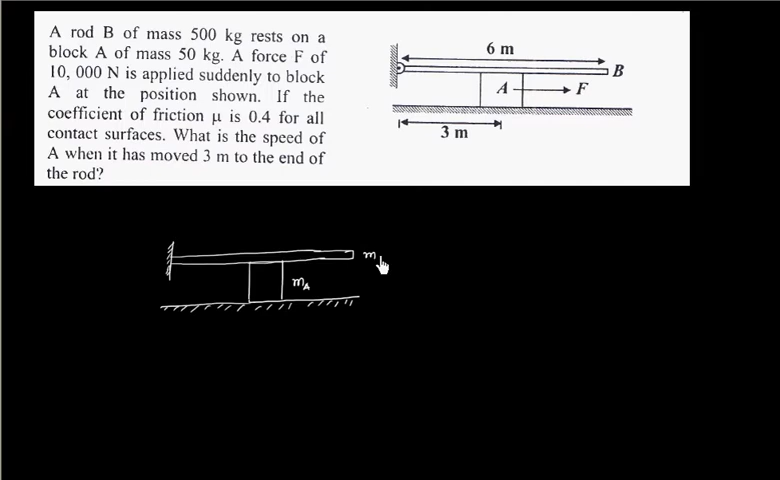 A rod B of mass 500 kg rests on a
block A of mass 50 kg. A force F of
10, 000 N is applied suddenly to block
A at the position shown. If the
coefficient of friction μ is 0.4 for all
contact surfaces. What is the speed of
A when it has moved 3 m to the end of
the rod?
6 m
B
A
F
3 m
m
mA